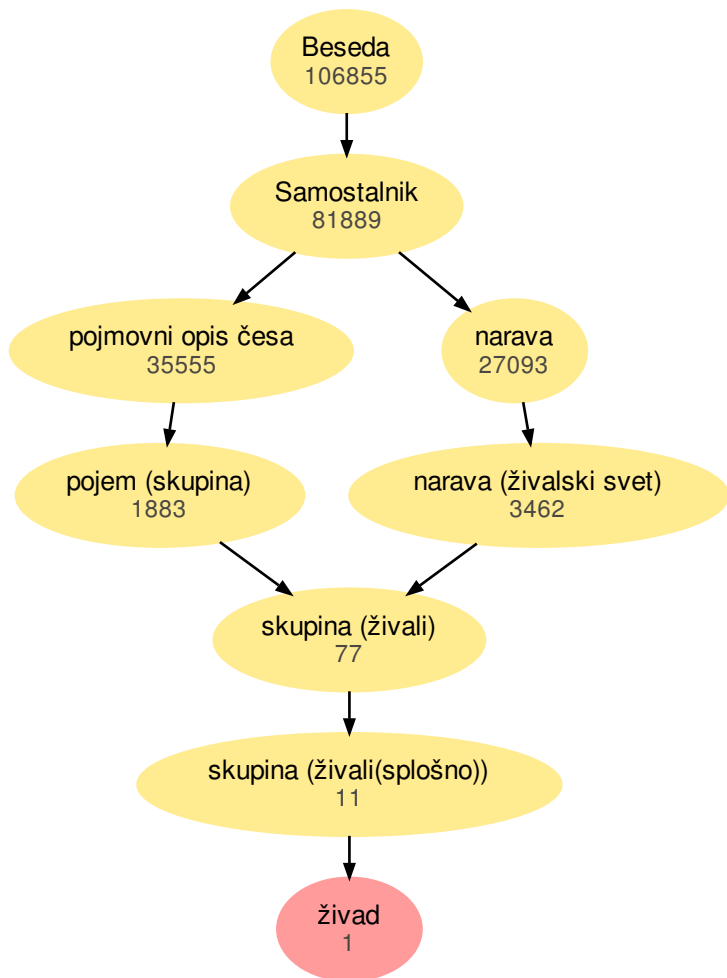 Beseda
106855
Samostalnik
81889
pojmovni opis česa
35555
narava
27093
pojem (skupina)
1883
narava (živalski svet)
3462
skupina (živali)
77
skupina (živali(splošno))
11
živad
1